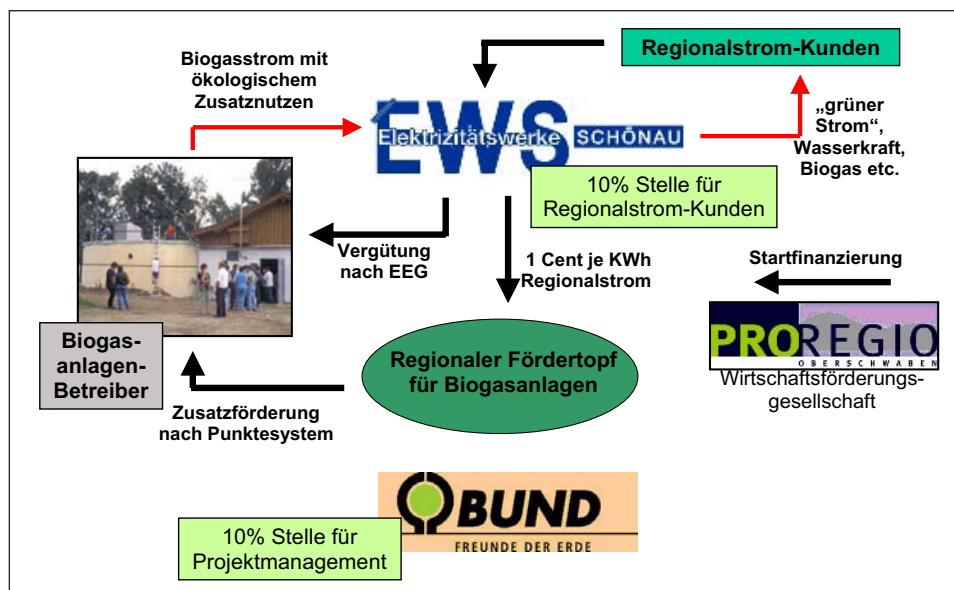 Biogasstrom mit
ökologischem
Zusatznutzen
Regionalstrom-Kunden
EWS
Elektrizitätswerke
SCHÖNAU
„grüner
Strom“,
Wasserkraft,
Biogas etc.
10% Stelle für
Regionalstrom-Kunden
Vergütung
nach EEG
1 Cent je KWh
Regionalstrom
Startfinanzierung
PROREGIO
OBERSCHWABEN
Wirtschaftsförderungs-
gesellschaft
Biogas-
anlagen-
Betreiber
Regionaler Fördertopf
für Biogasanlagen
Zusatzförderung
nach Punktesystem
BUND
FREUNDE DER ERDE
10% Stelle für
Projektmanagement